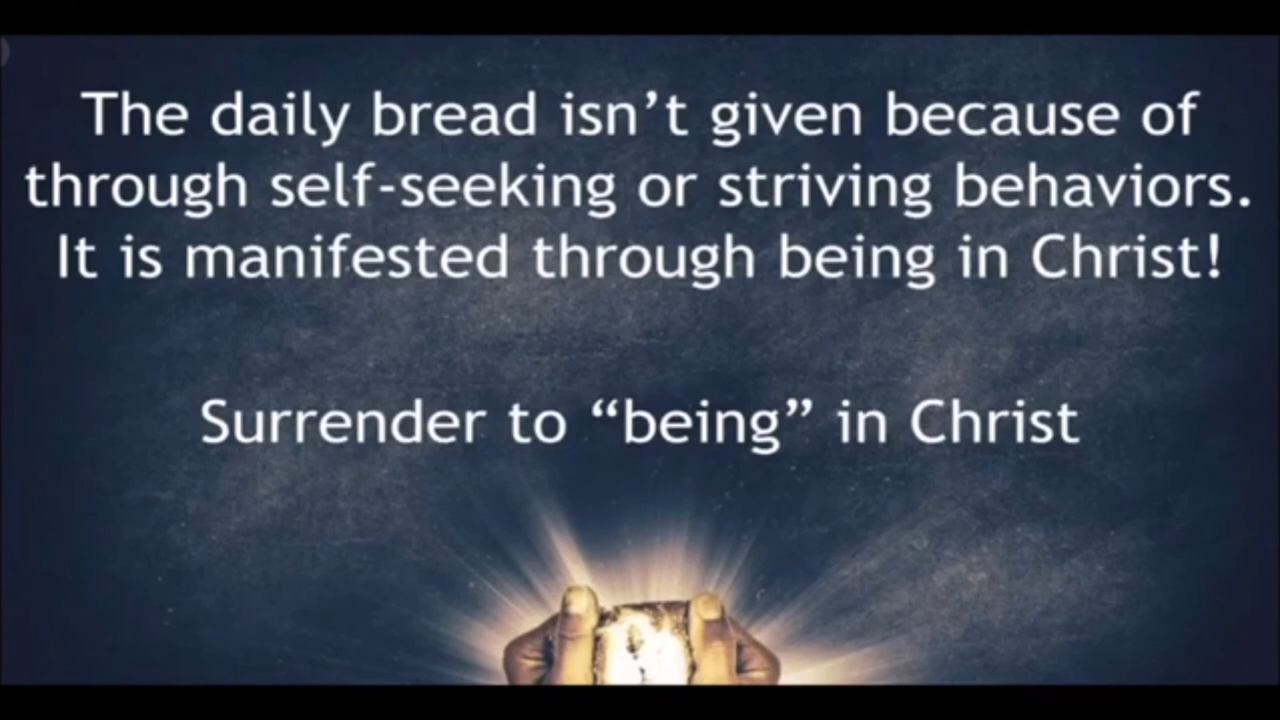 The daily bread isn’t given because of
through self-seeking or striving behaviors.
It is manifested through being in Christ!
Surrender to “being” in Christ